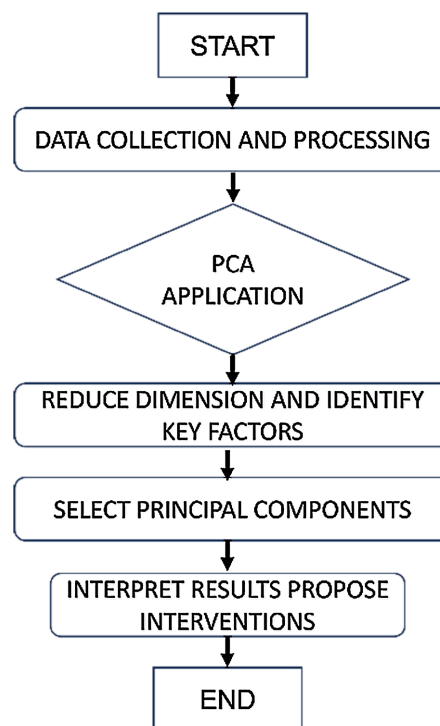 START
DATA COLLECTION AND PROCESSING
PCA
APPLICATION
REDUCE DIMENSION AND IDENTIFY
KEY FACTORS
SELECT PRINCIPAL COMPONENTS
INTERPRET RESULTS PROPOSE
INTERVENTIONS
END